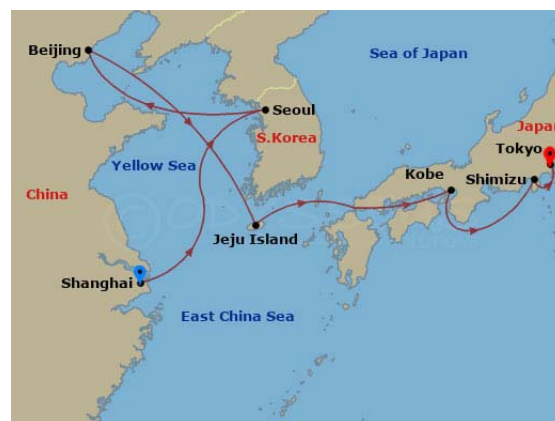 Beijing
Sea of Japan
Seoul
S.Korea
Japan
Tokyo
Yellow Sea
Kobe
Shimizu
China
Jeju Island
Shanghai
East China Sea